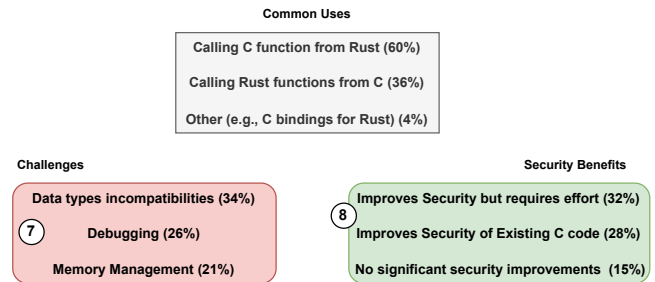 Common Uses
Calling C function from Rust (60%)
Calling Rust functions from C (36%)
Other (e.g., C bindings for Rust) (4%)
Challenges
Data types incompatibilities (34%)
7
Debugging (26%)
Memory Management (21%)
Security Benefits
Improves Security but requires effort (32%)
8
Improves Security of Existing C code (28%)
No significant security improvements (15%)